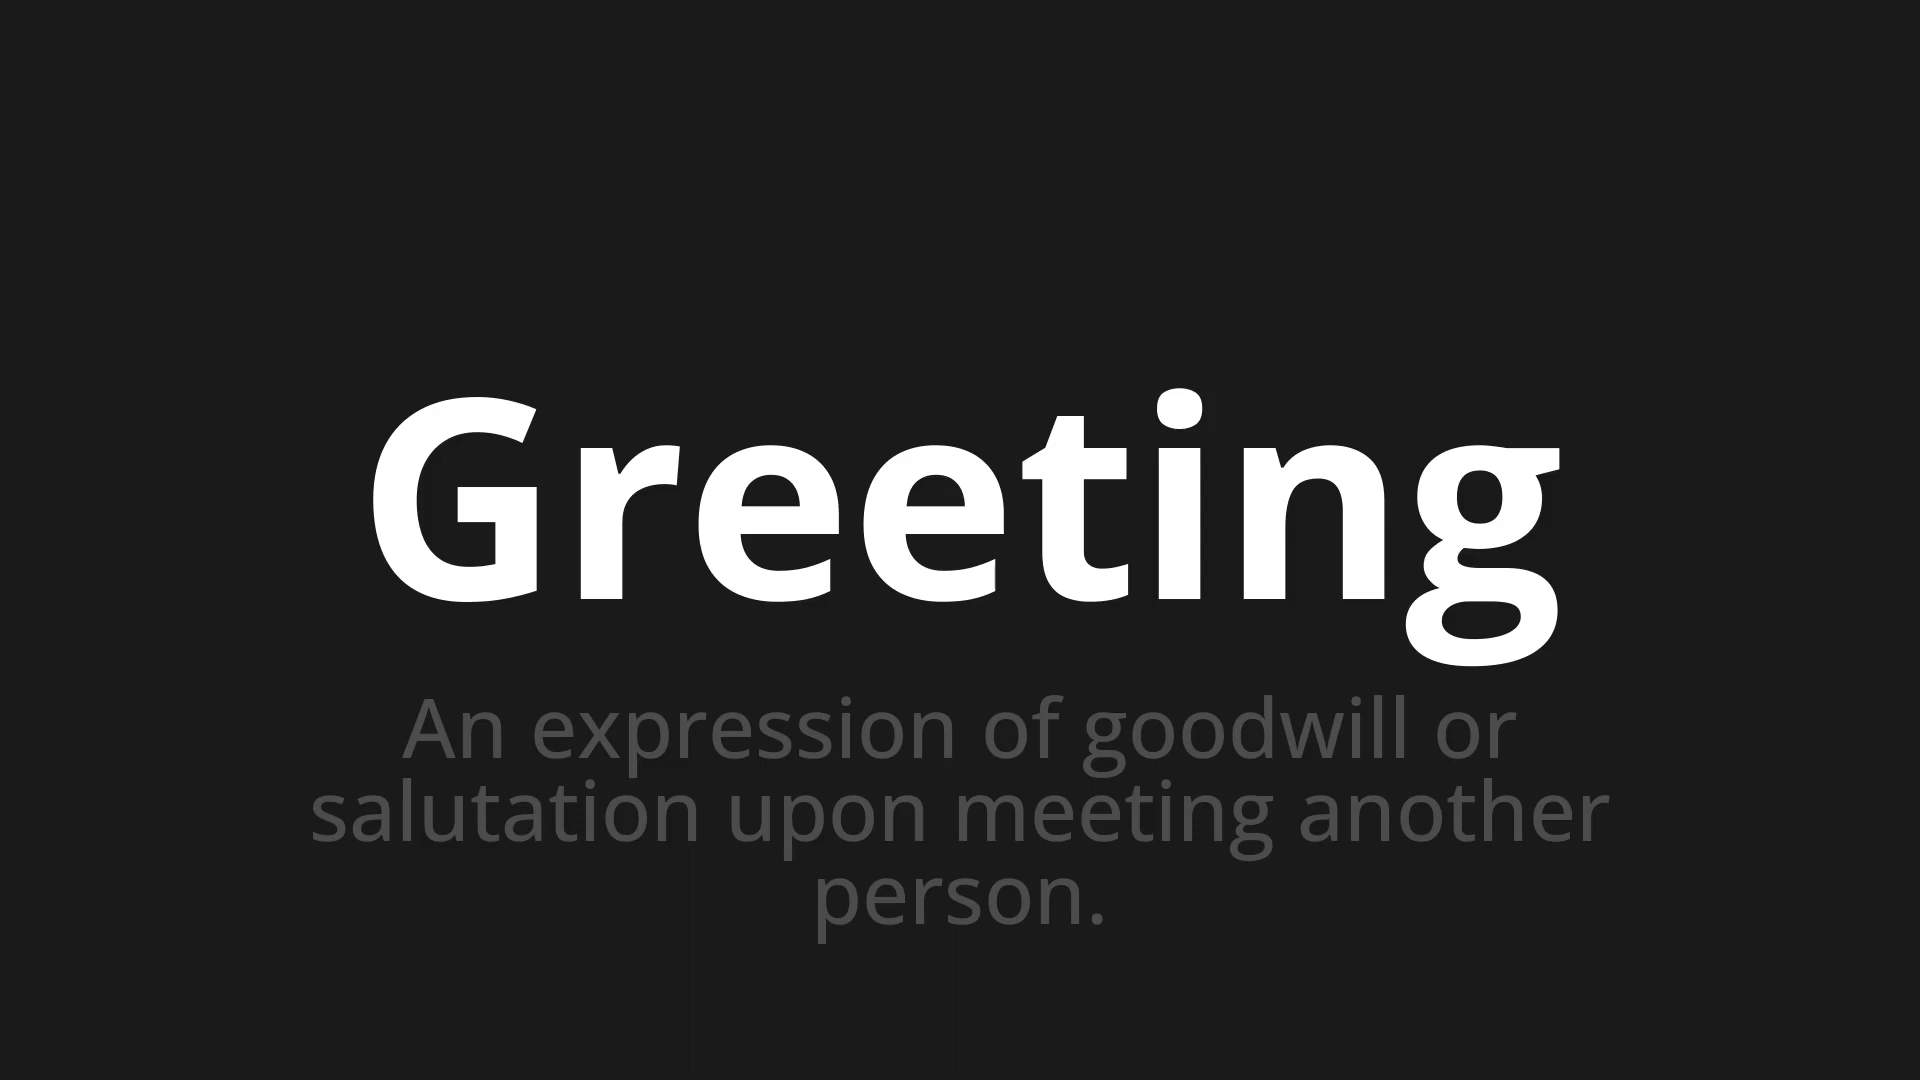 Greeting
An expression of goodwill or
salutation upon meeting another
person.